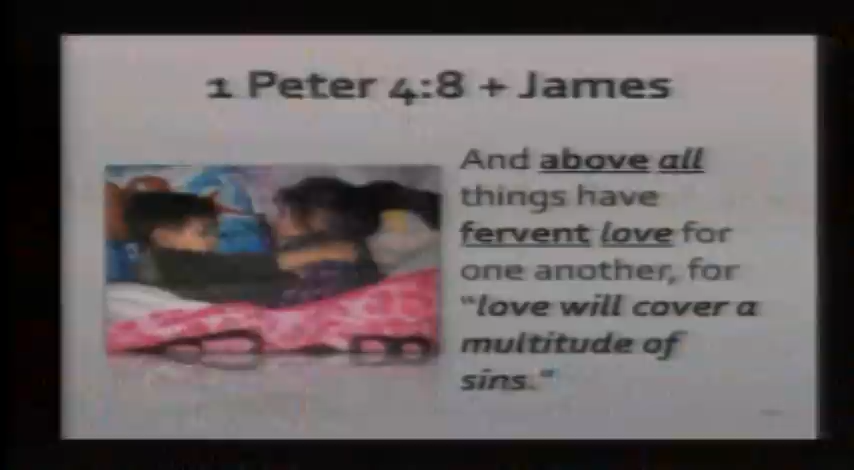 1 Peter 4:8 + James
And above all
things have
fervent love for
one another, for
"love will cover a
multitude of
sins."